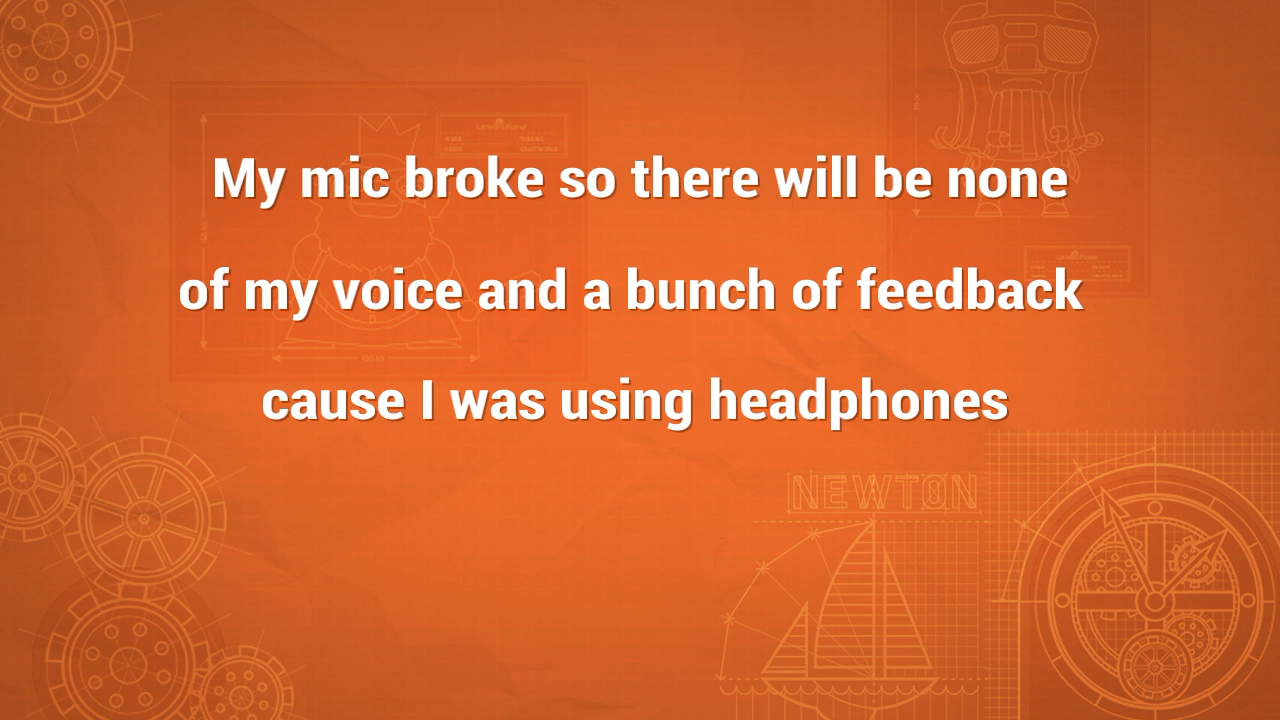 My mic broke so there will be none
of my voice and a bunch of feedback
cause I was using headphones
NEWTON